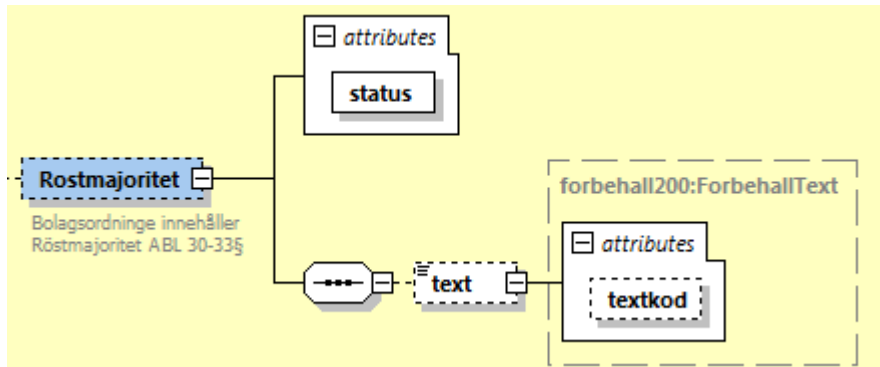 attributes
status
Rostmajoritet
Bolagsordninge innehåller
Röstmajoritet ABL 30-33§
forbehall200:ForbehallText
attributes
text
textkod